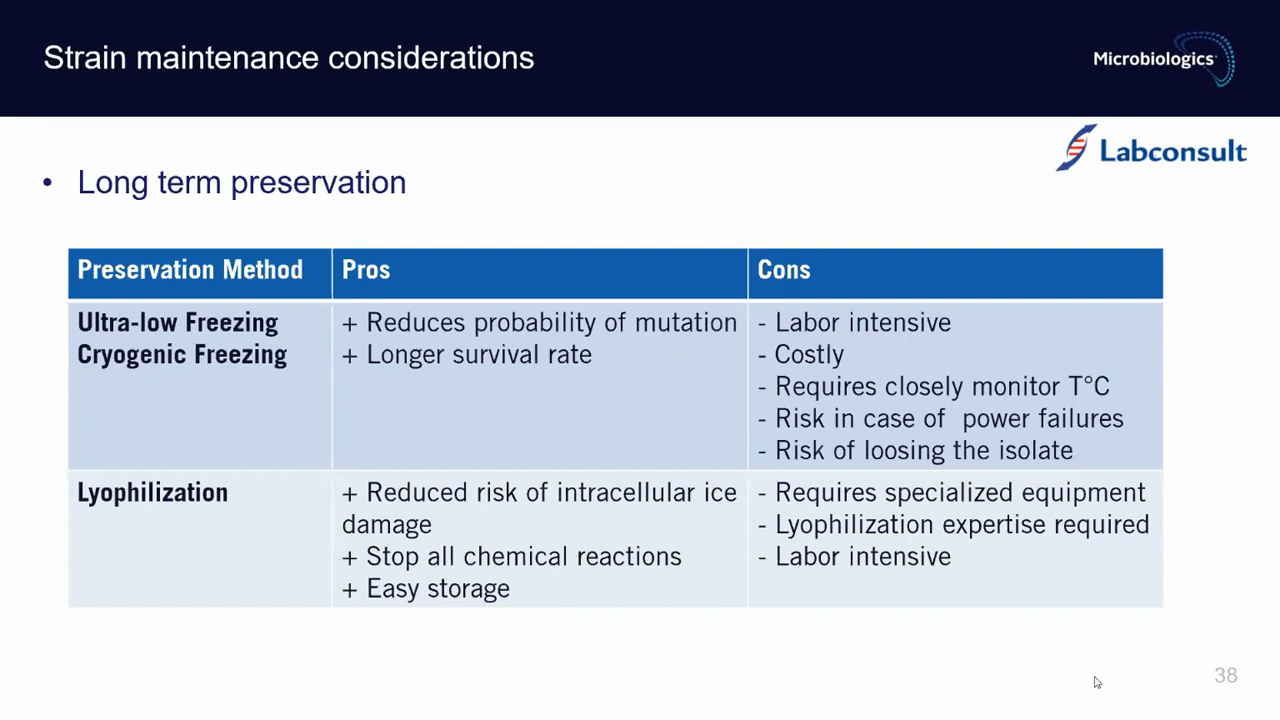 Strain maintenance considerations
Microbiologics
Labconsult
• Long term preservation
Preservation Method
Pros
Cons
Ultra-low Freezing
Cryogenic Freezing
+ Reduces probability of mutation
+ Longer survival rate
- Labor intensive
- Costly
- Requires closely monitor T°C
- Risk in case of  power failures
- Risk of loosing the isolate
Lyophilization
+ Reduced risk of intracellular ice
damage
+ Stop all chemical reactions
+ Easy storage
- Requires specialized equipment
- Lyophilization expertise required
- Labor intensive
38